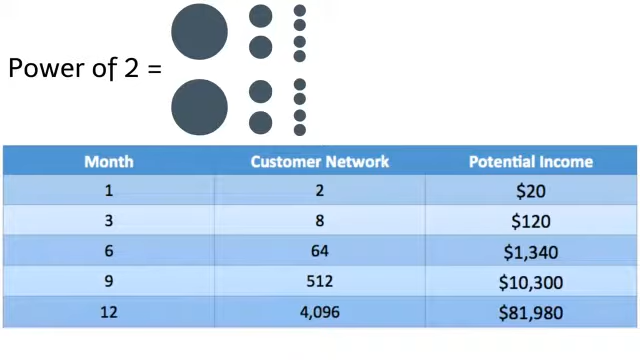 Power of 2 =
Month Customer Network Potential Income
1 2 $20
3 8 $120
6 64 $1,340
9 512 $10,300
12 4,096 $81,980